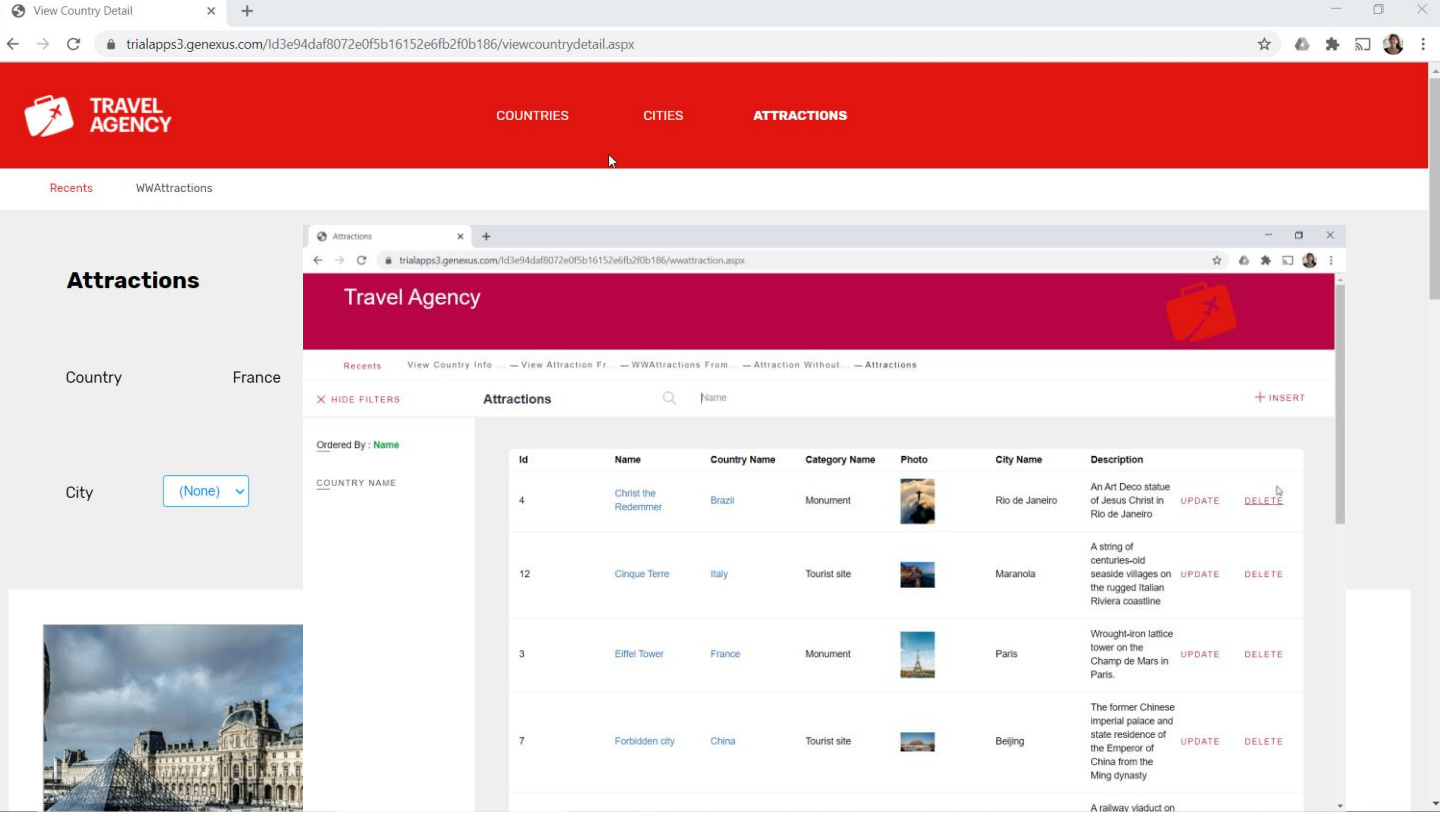 View Country Detail
trialapps3.genexus.com/Id3e94daf8072e0f5b16152e6fb2f0b186/viewcountrydetail.aspx
TRAVEL
AGENCY
COUNTRIES
CITIES
ATTRACTIONS
Recents
WWAttractions
Attractions
Country
France
City
(None)
Attractions
trialapps3.genexus.com/Id3e94daf8072e0f5b16152e6fb2f0b186/wwattraction.aspx
Travel Agency
Recents View Country Info ... — View Attraction Fr... — WWAttractions From... — Attraction Without... — Attractions
HIDE FILTERS
Attractions
Name
INSERT
Ordered By : Name
COUNTRY NAME
Id Name Country Name Category Name Photo City Name Description
4
Christ the
Redemmer
Brazil
Monument
Rio de Janeiro
An Art Deco statue
of Jesus Christ in
Rio de Janeiro
UPDATE
DELETE
12
Cinque Terre
Italy
Tourist site
Maranola
A string of
centuries-old
seaside villages on
the rugged Italian
Riviera coastline
UPDATE
DELETE
3
Eiffel Tower
France
Monument
Paris
Wrought-iron lattice
tower on the
Champ de Mars in
Paris.
UPDATE
DELETE
7
Forbidden city
China
Tourist site
Beijing
The former Chinese
imperial palace and
state residence of
the Emperor of
China from the
Ming dynasty
UPDATE
DELETE
A railway viaduct on